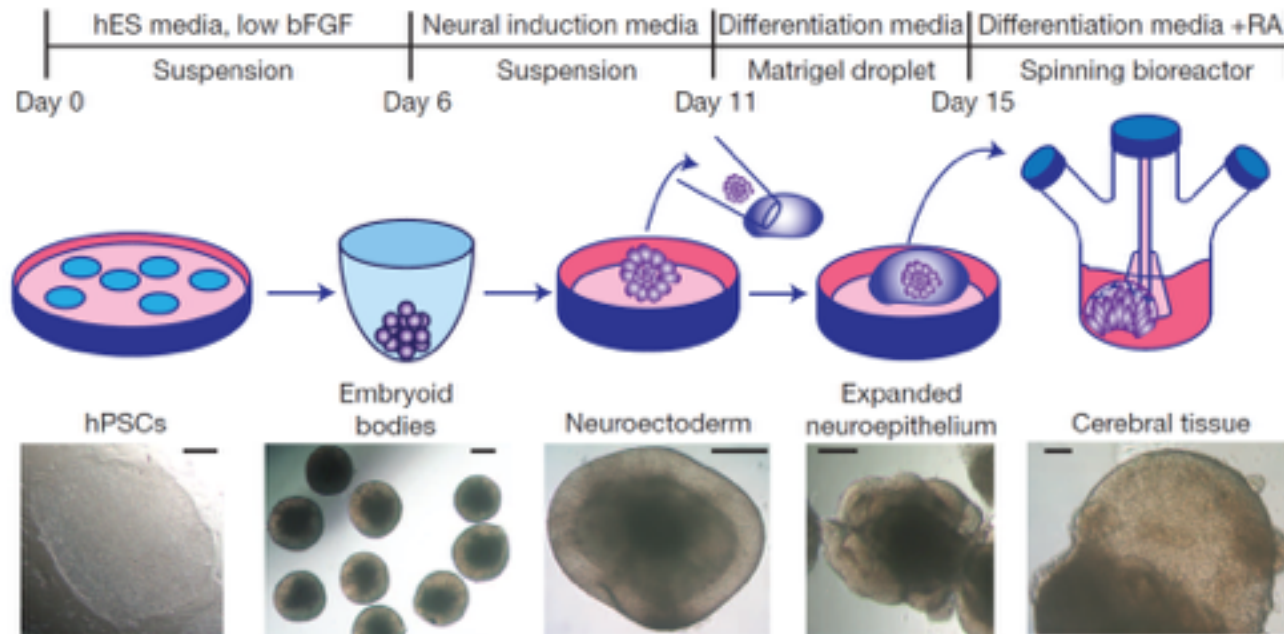 hES media, low bFGF
Neural induction media
Differentiation media
Differentiation media +RA
Suspension
Suspension
Matrigel droplet
Spinning bioreactor
Day 0
Day 6
Day 11
Day 15
hPSCs
Embryoid
bodies
Neuroectoderm
Expanded
neuroepithelium
Cerebral tissue